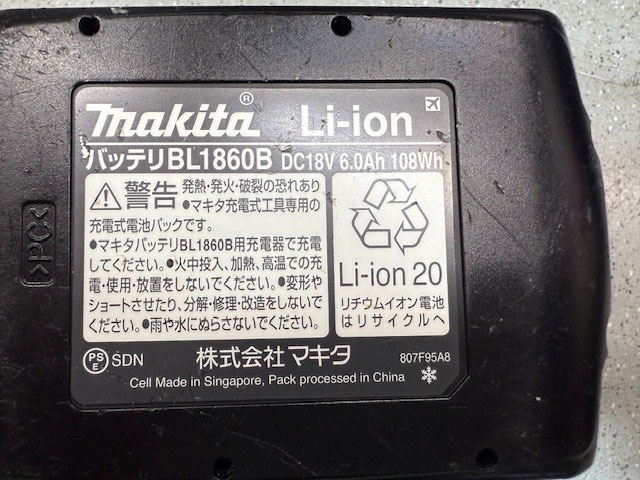 makita® Li-ion
バッテリBL1860B DC18V 6.0Ah 108Wh
警告 発熱・発火・破裂の恐れあり
●マキタ充電式工具専用の
充電式電池パックです。
●マキタバッテリBL1860B用充電器で充電
してください。●火中投入、加熱、高温での充
電・使用・放置をしないでください。●変形や
ショートさせたり、分解・修理・改造をしないで
ください。●雨や水にぬらさないでください。
Li-ion 20
リチウムイオン電池
はリサイクルへ
PSE SDN 株式会社マキタ 807F95A8
Cell Made in Singapore, Pack processed in China
>PC<